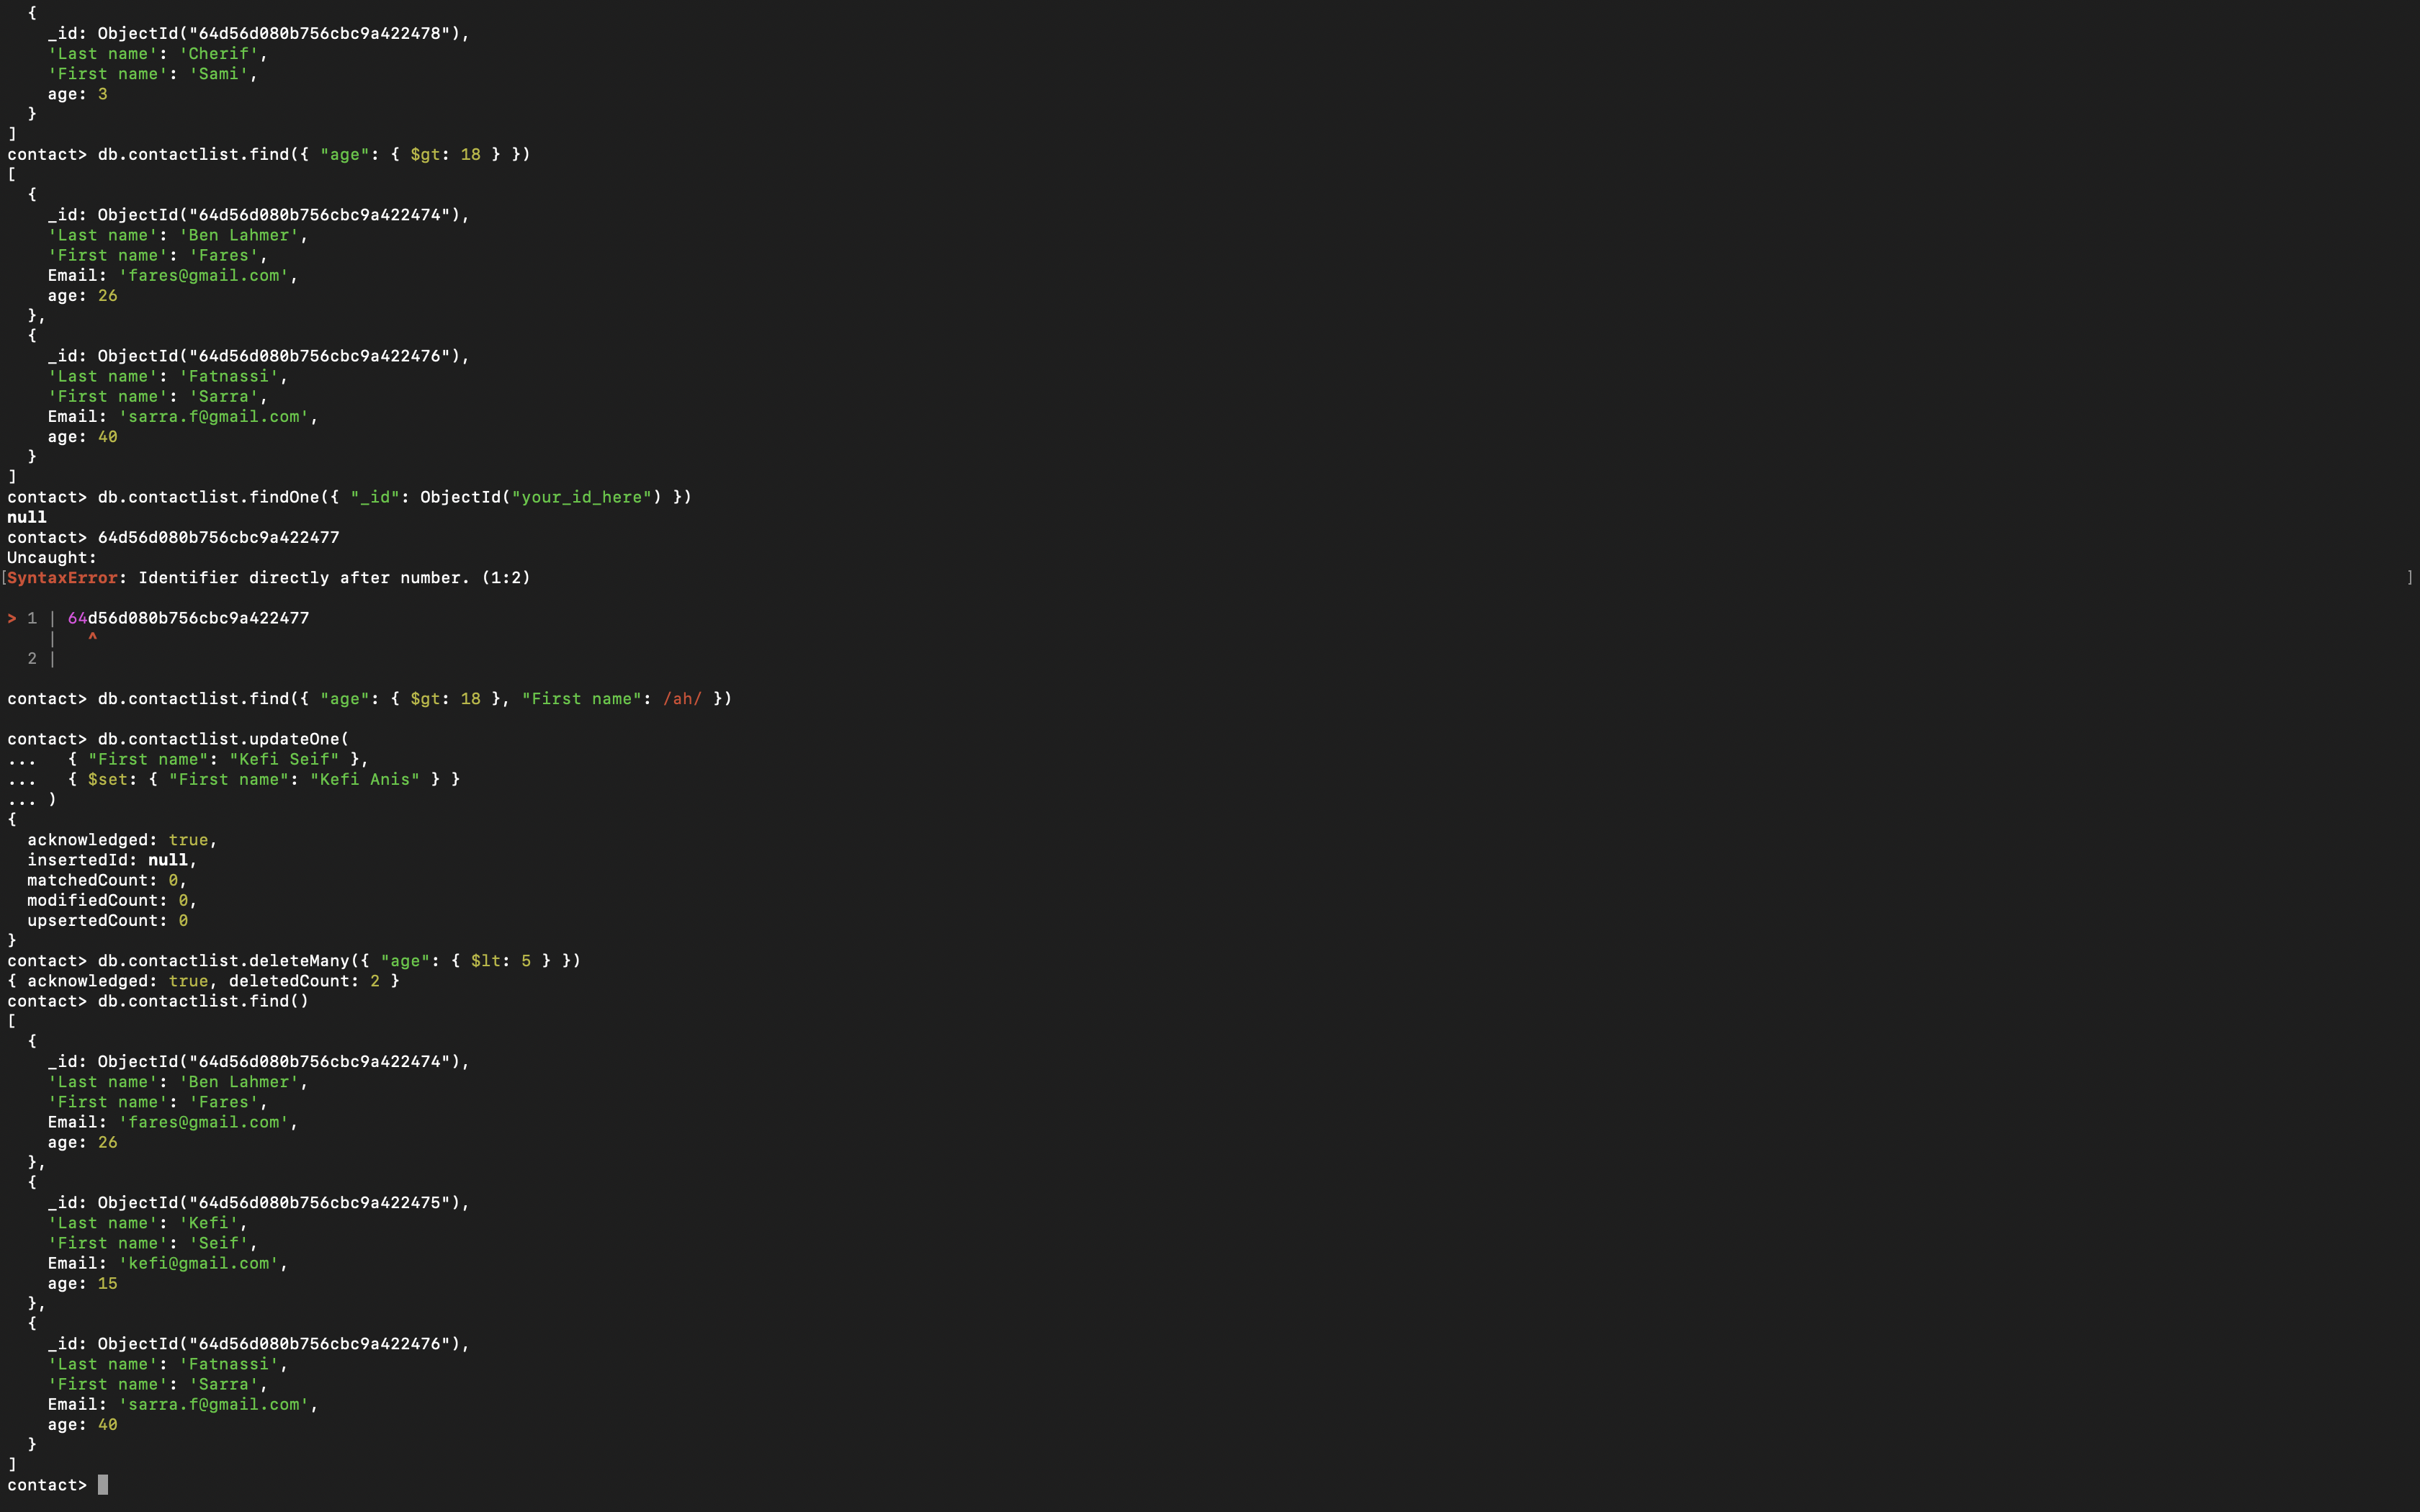 {
    _id: ObjectId("64d56d080b756cbc9a422478"),
    'Last name': 'Cherif',
    'First name': 'Sami',
    age: 3
  }
]
contact> db.contactlist.find({ "age": { $gt: 18 } })
[
  {
    _id: ObjectId("64d56d080b756cbc9a422474"),
    'Last name': 'Ben Lahmer',
    'First name': 'Fares',
    Email: 'fares@gmail.com',
    age: 26
  },
  {
    _id: ObjectId("64d56d080b756cbc9a422476"),
    'Last name': 'Fatnassi',
    'First name': 'Sarra',
    Email: 'sarra.f@gmail.com',
    age: 40
  }
]
contact> db.contactlist.findOne({ "_id": ObjectId("your_id_here") })
null
contact> 64d56d080b756cbc9a422477
Uncaught:
[SyntaxError: Identifier directly after number. (1:2) ]

> 1 | 64d56d080b756cbc9a422477
    |   ^
  2 |

contact> db.contactlist.find({ "age": { $gt: 18 }, "First name": /ah/ })

contact> db.contactlist.updateOne(
...   { "First name": "Kefi Seif" },
...   { $set: { "First name": "Kefi Anis" } }
... )
{
  acknowledged: true,
  insertedId: null,
  matchedCount: 0,
  modifiedCount: 0,
  upsertedCount: 0
}
contact> db.contactlist.deleteMany({ "age": { $lt: 5 } })
{ acknowledged: true, deletedCount: 2 }
contact> db.contactlist.find()
[
  {
    _id: ObjectId("64d56d080b756cbc9a422474"),
    'Last name': 'Ben Lahmer',
    'First name': 'Fares',
    Email: 'fares@gmail.com',
    age: 26
  },
  {
    _id: ObjectId("64d56d080b756cbc9a422475"),
    'Last name': 'Kefi',
    'First name': 'Seif',
    Email: 'kefi@gmail.com',
    age: 15
  },
  {
    _id: ObjectId("64d56d080b756cbc9a422476"),
    'Last name': 'Fatnassi',
    'First name': 'Sarra',
    Email: 'sarra.f@gmail.com',
    age: 40
  }
]
contact>